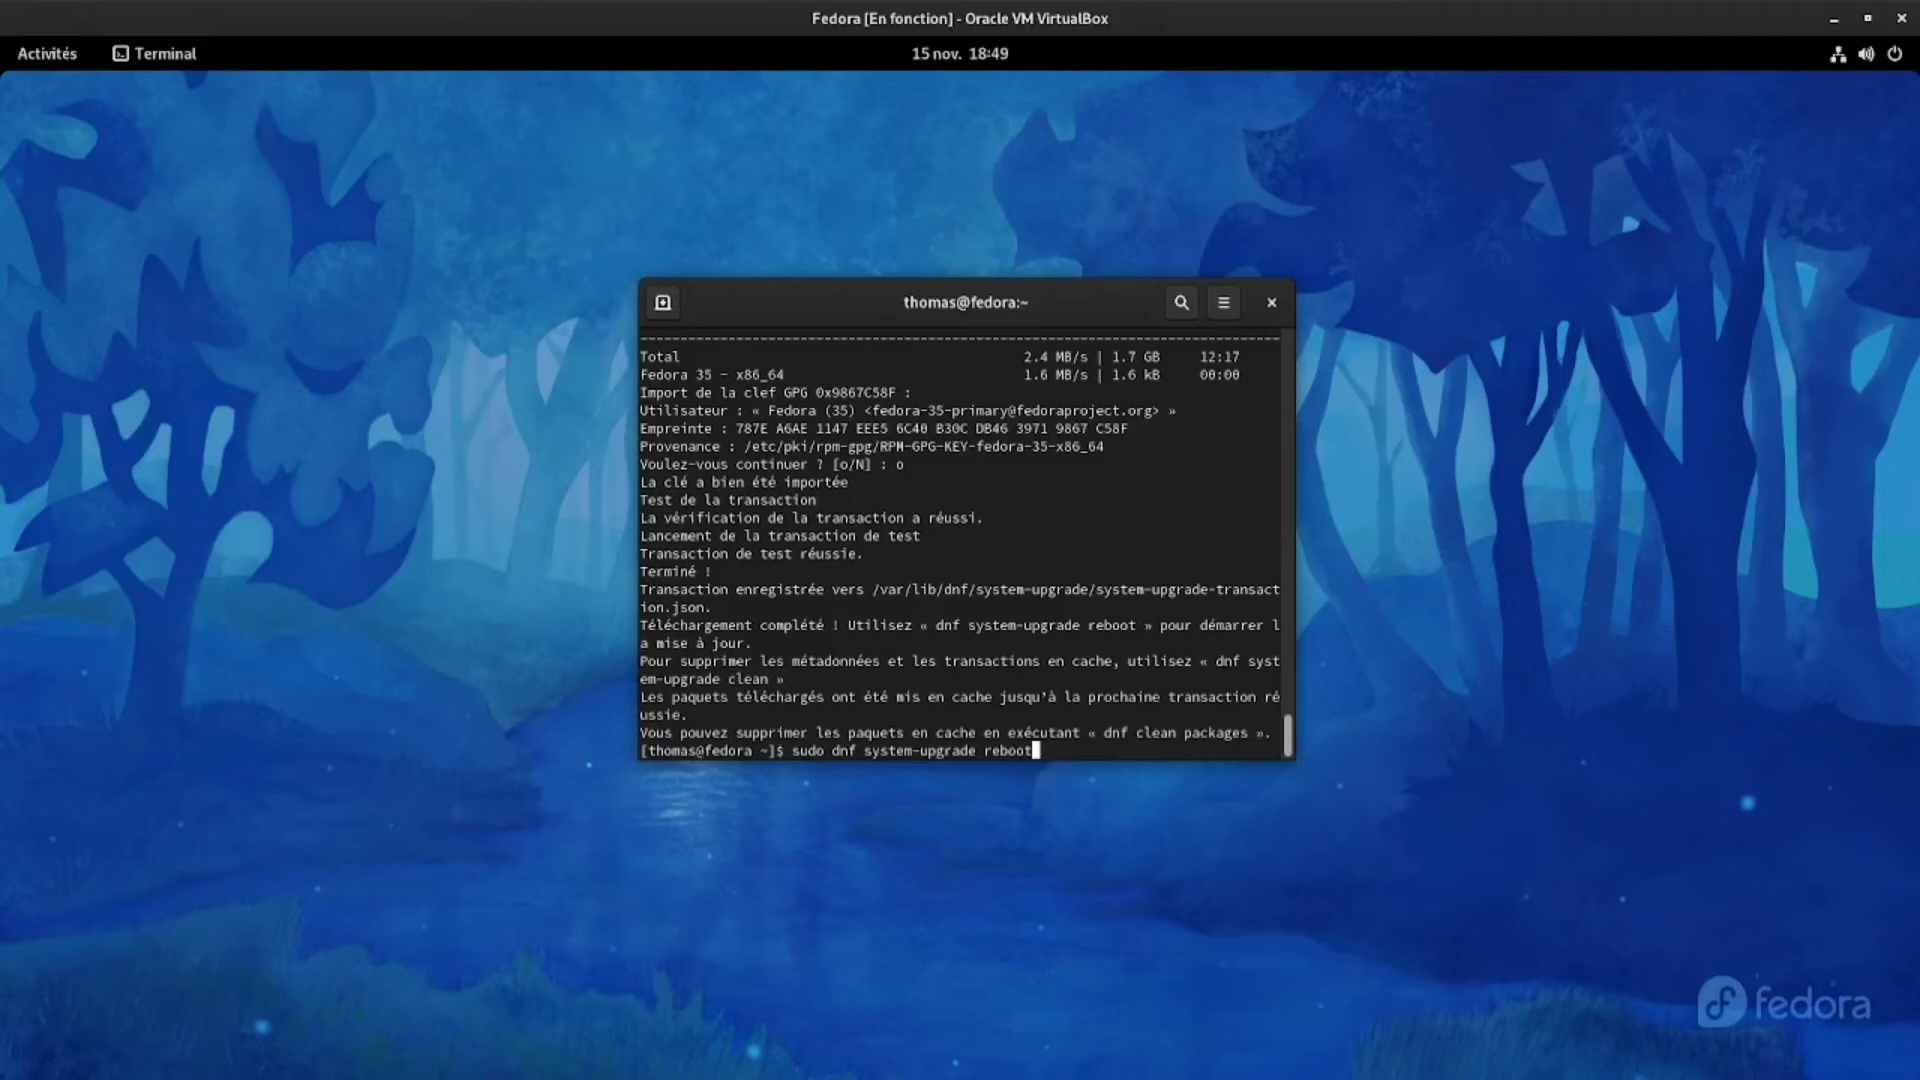 Fedora [En fonction] - Oracle VM VirtualBox
Activités
Terminal
15 nov. 18:49
thomas@fedora:~
--------------------------------------------------------------------------------
Total 2.4 MB/s | 1.7 GB 12:17
Fedora 35 - x86_64 1.6 MB/s | 1.6 kB 00:00
Import de la clef GPG 0x9867C58F :
Utilisateur : « Fedora (35) <fedora-35-primary@fedoraproject.org> »
Empreinte : 787E A6AE 1147 EEE5 6C40 B30C DB46 3971 9867 C58F
Provenance : /etc/pki/rpm-gpg/RPM-GPG-KEY-fedora-35-x86_64
Voulez-vous continuer ? [o/N] : o
La clé a bien été importée
Test de la transaction
La vérification de la transaction a réussi.
Lancement de la transaction de test
Transaction de test réussie.
Terminé !
Transaction enregistrée vers /var/lib/dnf/system-upgrade/system-upgrade-transact
ion.json.
Téléchargement complété ! Utilisez « dnf system-upgrade reboot » pour démarrer l
a mise à jour.
Pour supprimer les métadonnées et les transactions en cache, utilisez « dnf syst
em-upgrade clean »
Les paquets téléchargés ont été mis en cache jusqu'à la prochaine transaction ré
ussie.
Vous pouvez supprimer les paquets en cache en exécutant « dnf clean packages ».
[thomas@fedora ~]$ sudo dnf system-upgrade reboot
fedora